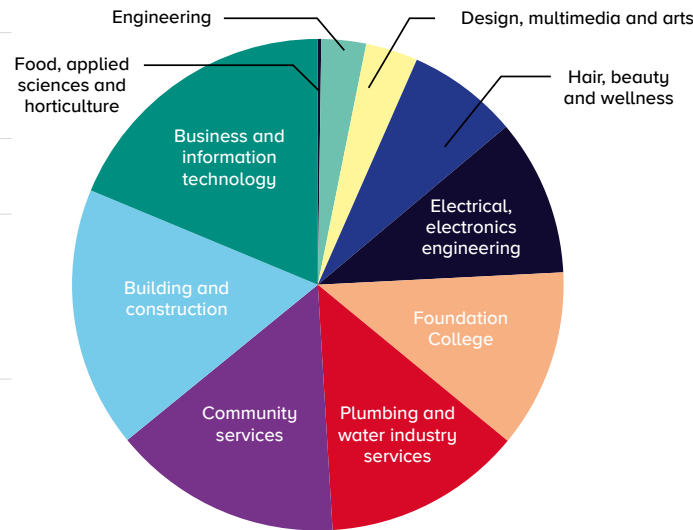 Engineering
Design, multimedia and arts
Food, applied
sciences and
horticulture
Hair, beauty
and wellness
Business and
information
technology
Electrical,
electronics
engineering
Building and
construction
Foundation
College
Community
services
Plumbing and
water industry
services